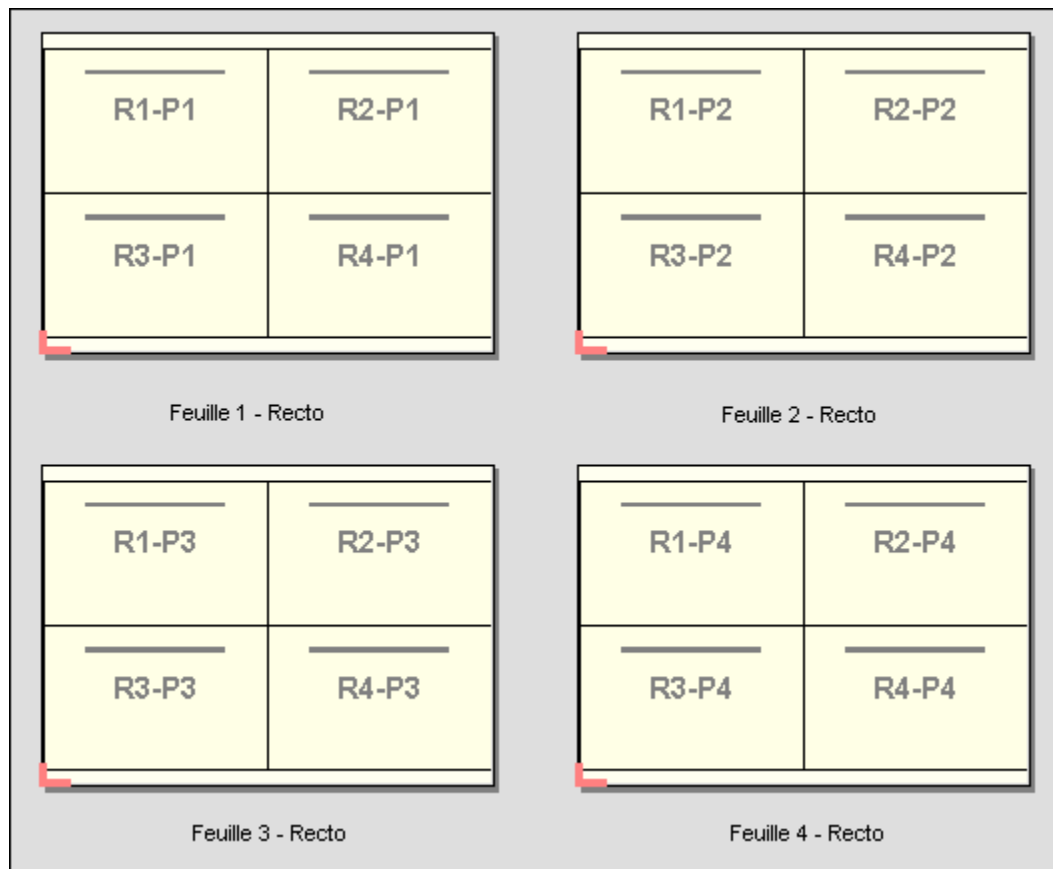 R1-P1 R2-P1 R1-P2 R2-P2
R3-P1 R4-P1 R3-P2 R4-P2
Feuille 1 - Recto Feuille 2 - Recto
R1-P3 R2-P3 R1-P4 R2-P4
R3-P3 R4-P3 R3-P4 R4-P4
Feuille 3 - Recto Feuille 4 - Recto